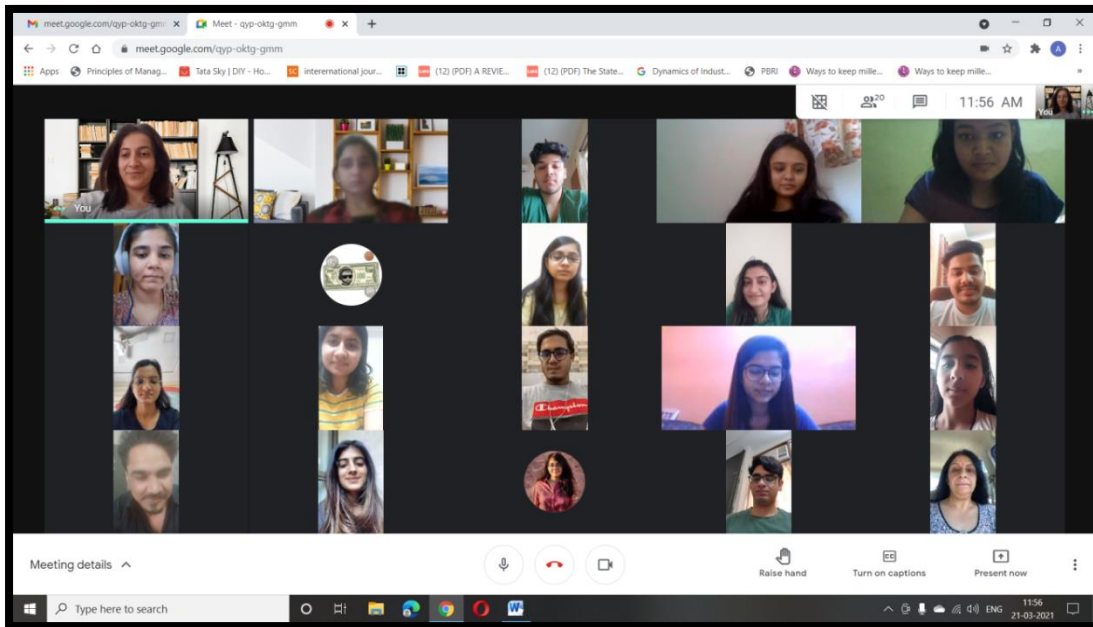 meet.google.com/qyp-oktg-gm
Meet - qyp-oktg-gmm
meet.google.com/qyp-oktg-gmm
Apps
Principles of Manag...
Tata Sky | DIY - Ho...
intererernational jour...
(12) (PDF) A REVIE...
(12) (PDF) The State...
Dynamics of Indust...
PBRI
Ways to keep mille...
Ways to keep mille...
20
11:56 AM
You
You
Champion
Meeting details
Raise hand
Turn on captions
Present now
Type here to search
ENG
11:56
21-03-2021